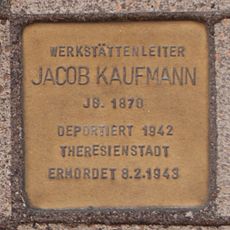 WERKSTÄTTENLEITER
JACOB KAUFMANN
JG. 1870
DEPORTIERT 1942
THERESIENSTADT
ERMORDET 8.2.1943